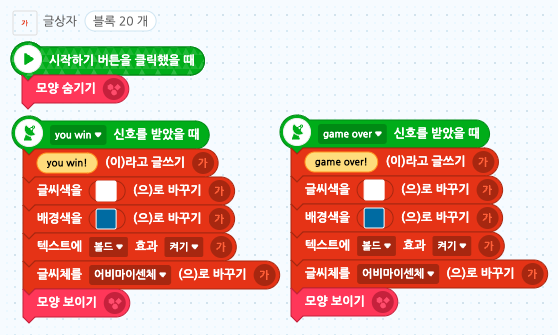 가 글상자 블록 20 개
시작하기 버튼을 클릭했을 때
모양 숨기기
you win ▼ 신호를 받았을 때
you win! (이)라고 글쓰기 가
글씨색을 (으)로 바꾸기 가
배경색을 (으)로 바꾸기 가
텍스트에 볼드 ▼ 효과 켜기 ▼ 가
글씨체를 어비마이센체 ▼ (으)로 바꾸기 가
모양 보이기
game over ▼ 신호를 받았을 때
game over! (이)라고 글쓰기 가
글씨색을 (으)로 바꾸기 가
배경색을 (으)로 바꾸기 가
텍스트에 볼드 ▼ 효과 켜기 ▼ 가
글씨체를 어비마이센체 ▼ (으)로 바꾸기 가
모양 보이기